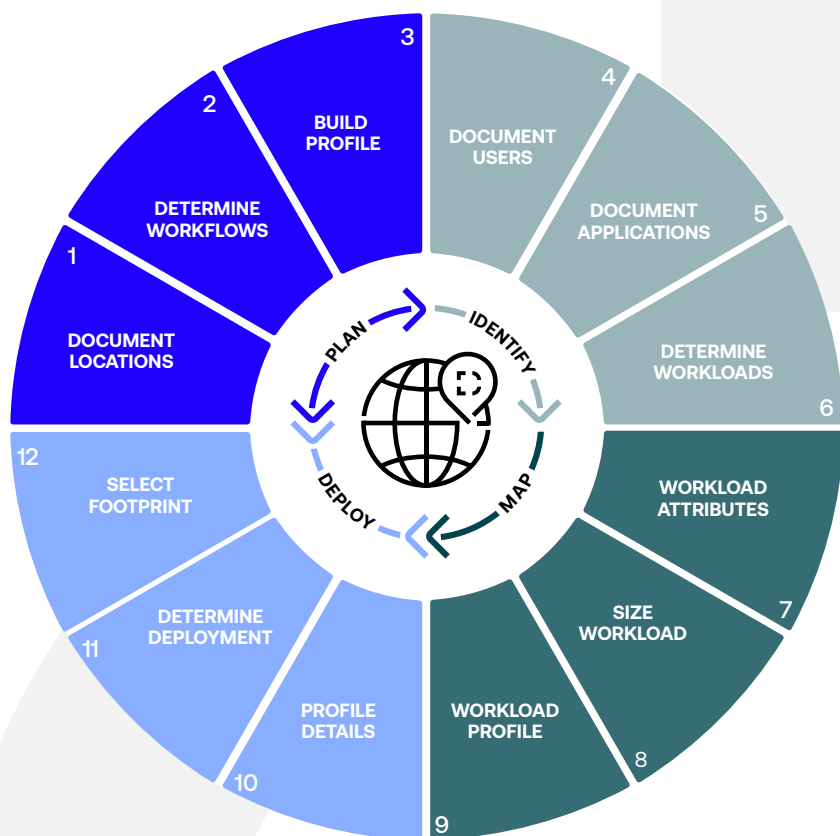 1
DOCUMENT
LOCATIONS
2
DETERMINE
WORKFLOWS
3
BUILD
PROFILE
4
DOCUMENT
USERS
5
DOCUMENT
APPLICATIONS
6
DETERMINE
WORKLOADS
7
WORKLOAD
ATTRIBUTES
8
SIZE
WORKLOAD
9
WORKLOAD
PROFILE
10
PROFILE
DETAILS
11
DETERMINE
DEPLOYMENT
12
SELECT
FOOTPRINT
PLAN
IDENTIFY
MAP
DEPLOY